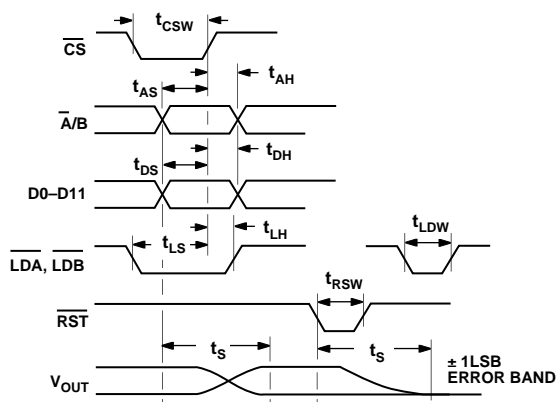 tCSW
CS
tAS
tAH
A/B
tDS
tDH
D0–D11
tLS
tLH
tLDW
LDA, LDB
tRSW
RST
tS
tS
± 1LSB
ERROR BAND
VOUT